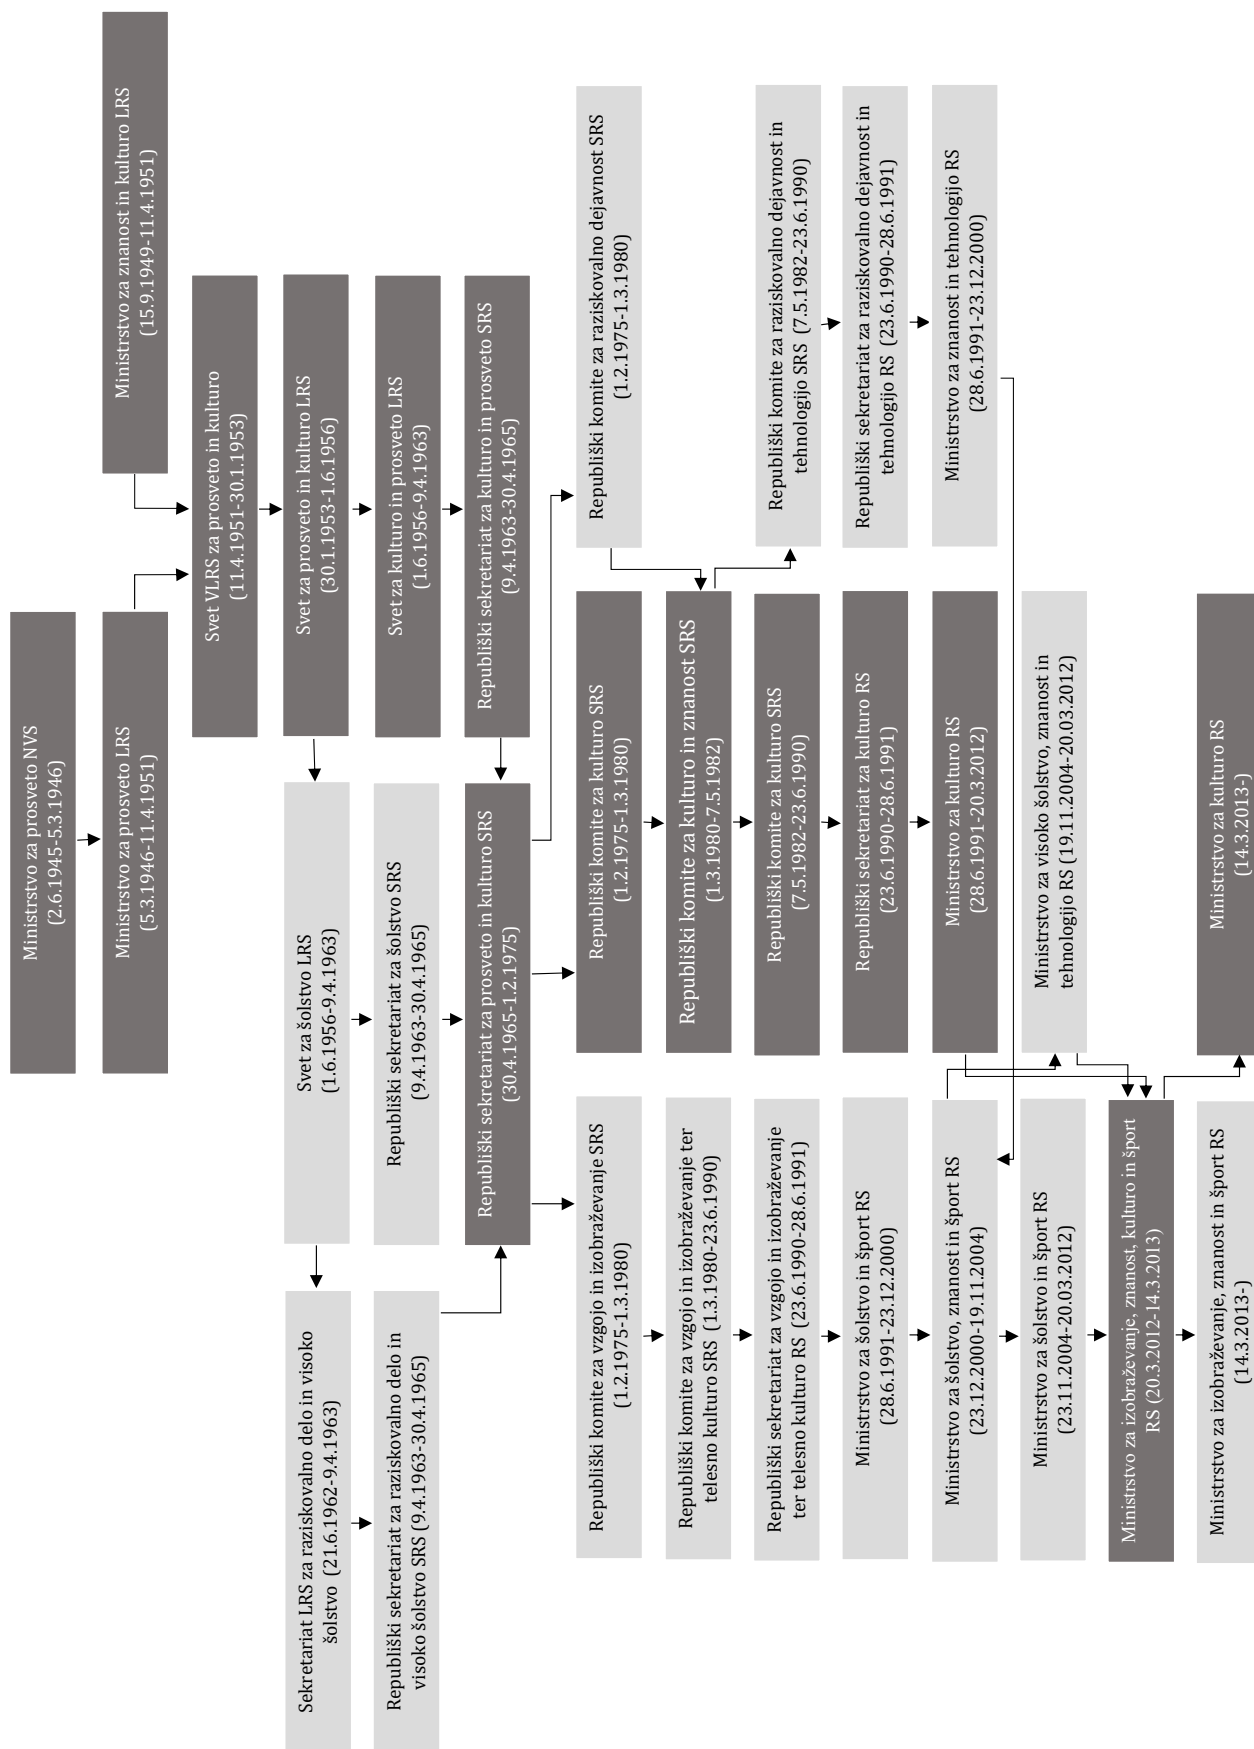 Ministrstvo za prosveto NVS
(2.6.1945-5.3.1946)
Ministrstvo za prosveto LRS
(5.3.1946-11.4.1951)
Ministrstvo za znanost in kulturo LRS
(15.9.1949-11.4.1951)
Svet VLRS za prosveto in kulturo
(11.4.1951-30.1.1953)
Svet za prosveto in kulturo LRS
(30.1.1953-1.6.1956)
Svet za kulturo in prosveto LRS
(1.6.1956-9.4.1963)
Republiški sekretariat za kulturo in prosveto SRS
(9.4.1963-30.4.1965)
Svet za šolstvo LRS
(1.6.1956-9.4.1963)
Republiški sekretariat za šolstvo SRS
(9.4.1963-30.4.1965)
Sekretariat LRS za raziskovalno delo in visoko
šolstvo (21.6.1962-9.4.1963)
Republiški sekretariat za raziskovalno delo in
visoko šolstvo SRS (9.4.1963-30.4.1965)
Republiški sekretariat za prosveto in kulturo SRS
(30.4.1965-1.2.1975)
Republiški komite za vzgojo in izobraževanje SRS
(1.2.1975-1.3.1980)
Republiški komite za kulturo SRS
(1.2.1975-1.3.1980)
Republiški komite za raziskovalno dejavnost SRS
(1.2.1975-1.3.1980)
Republiški komite za vzgojo in izobraževanje ter
telesno kulturo SRS (1.3.1980-23.6.1990)
Republiški komite za kulturo in znanost SRS
(1.3.1980-7.5.1982)
Republiški sekretariat za vzgojo in izobraževanje
ter telesno kulturo RS (23.6.1990-28.6.1991)
Republiški komite za kulturo SRS
(7.5.1982-23.6.1990)
Republiški komite za raziskovalno dejavnost in
tehnologijo SRS (7.5.1982-23.6.1990)
Ministrstvo za šolstvo in šport RS
(28.6.1991-23.12.2000)
Republiški sekretariat za kulturo RS
(23.6.1990-28.6.1991)
Republiški sekretariat za raziskovalno dejavnost in
tehnologijo RS (23.6.1990-28.6.1991)
Ministrstvo za šolstvo, znanost in šport RS
(23.12.2000-19.11.2004)
Ministrstvo za kulturo RS
(28.6.1991-20.3.2012)
Ministrstvo za znanost in tehnologijo RS
(28.6.1991-23.12.2000)
Ministrstvo za šolstvo in šport RS
(23.11.2004-20.03.2012)
Ministrstvo za visoko šolstvo, znanost in
tehnologijo RS (19.11.2004-20.03.2012)
Ministrstvo za izobraževanje, znanost, kulturo in šport
RS (20.3.2012-14.3.2013)
Ministrstvo za izobraževanje, znanost in šport RS
(14.3.2013-)
Ministrstvo za kulturo RS
(14.3.2013-)